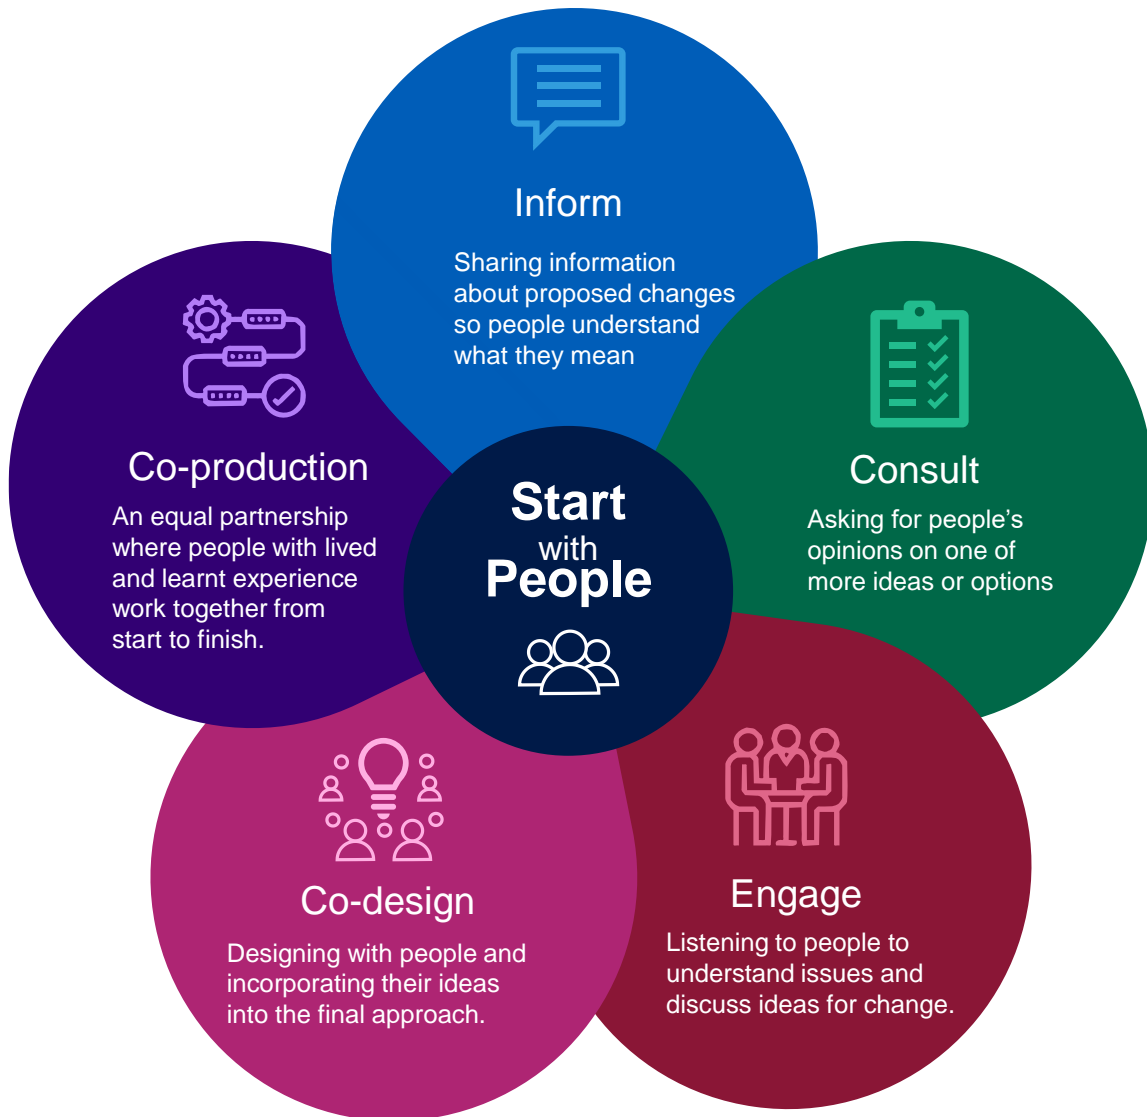 Inform
Sharing information
about proposed changes
so people understand
what they mean
Consult
Asking for people’s
opinions on one of
more ideas or options
Engage
Listening to people to
understand issues and
discuss ideas for change.
Co-design
Designing with people and
incorporating their ideas
into the final approach.
Co-production
An equal partnership
where people with lived
and learnt experience
work together from
start to finish.
Start
with
People